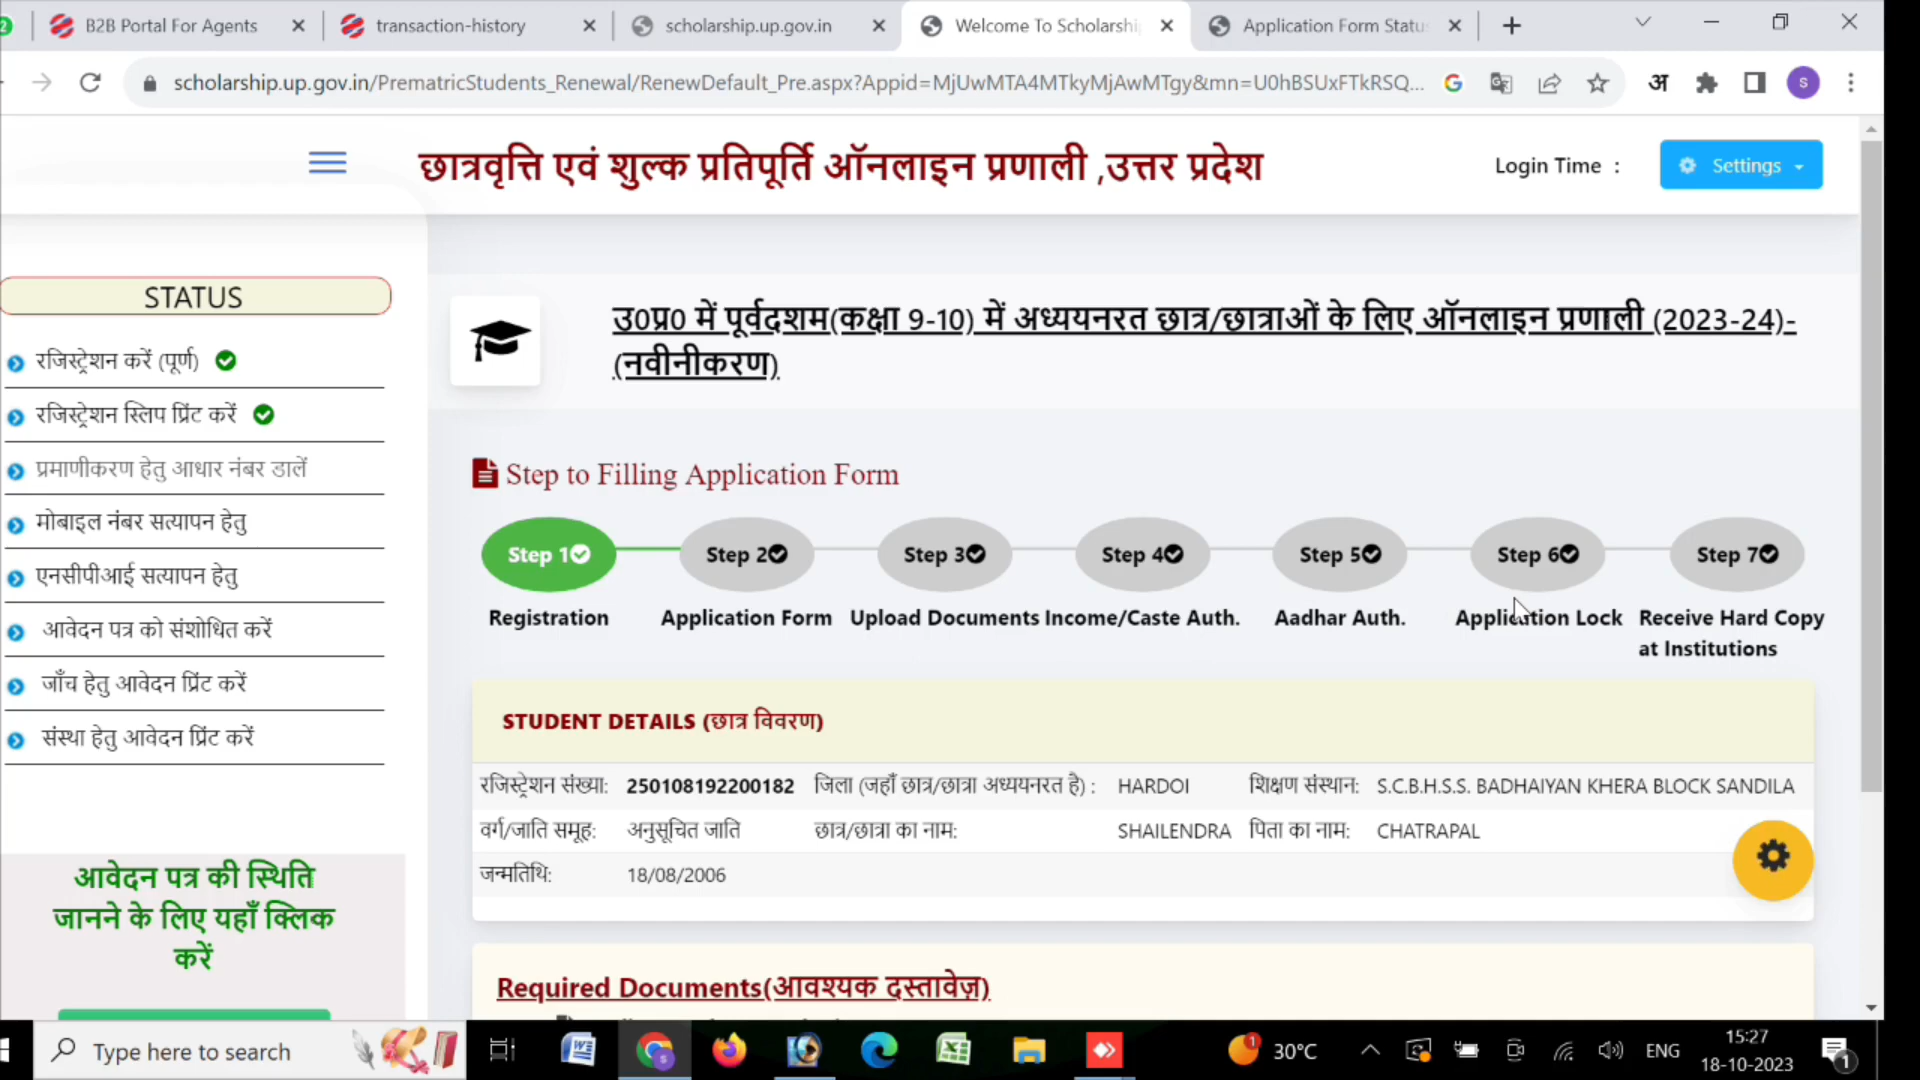 2
B2B Portal For Agents
transaction-history
scholarship.up.gov.in
Welcome To Scholarshi
Application Form Statu
scholarship.up.gov.in/PrematricStudents_Renewal/RenewDefault_Pre.aspx?Appid=MjUwMTA4MTkyMjAwMTgy&mn=U0hBSUxFTkRSQ...
अ
S
छात्रवृत्ति एवं शुल्क प्रतिपूर्ति ऑनलाइन प्रणाली ,उत्तर प्रदेश
Login Time :
Settings
STATUS
रजिस्ट्रेशन करें (पूर्ण)
रजिस्ट्रेशन स्लिप प्रिंट करें
प्रमाणीकरण हेतु आधार नंबर डालें
मोबाइल नंबर सत्यापन हेतु
एनसीपीआई सत्यापन हेतु
आवेदन पत्र को संशोधित करें
जाँच हेतु आवेदन प्रिंट करें
संस्था हेतु आवेदन प्रिंट करें
आवेदन पत्र की स्थिति
जानने के लिए यहाँ क्लिक
करें
उ0प्र0 में पूर्वदशम(कक्षा 9-10) में अध्ययनरत छात्र/छात्राओं के लिए ऑनलाइन प्रणाली (2023-24)-
(नवीनीकरण)
Step to Filling Application Form
Step 1 Step 2 Step 3 Step 4 Step 5 Step 6 Step 7
Registration Application Form Upload Documents Income/Caste Auth. Aadhar Auth. Application Lock Receive Hard Copy
at Institutions
STUDENT DETAILS (छात्र विवरण)
रजिस्ट्रेशन संख्या: 250108192200182 जिला (जहाँ छात्र/छात्रा अध्ययनरत है) : HARDOI शिक्षण संस्थान: S.C.B.H.S.S. BADHAIYAN KHERA BLOCK SANDILA
वर्ग/जाति समूह: अनुसूचित जाति छात्र/छात्रा का नाम: SHAILENDRA पिता का नाम: CHATRAPAL
जन्मतिथि: 18/08/2006
Required Documents(आवश्यक दस्तावेज़)
Type here to search
1
30°C
ENG
15:27
18-10-2023
1